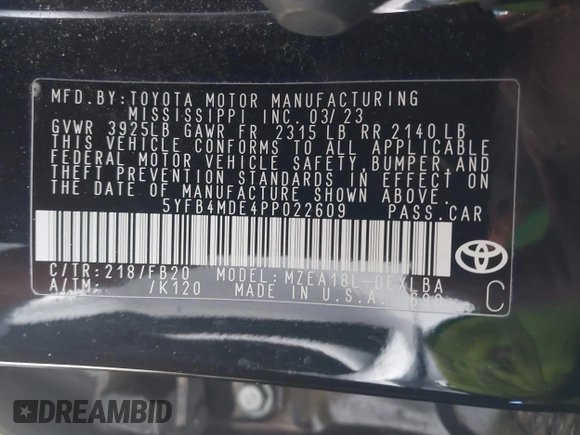 MFD.BY:TOYOTA MOTOR MANUFACTURING
MISSISSIPPI INC. 03/23
GVWR 3925LB GAWR FR 2315 LB RR 2140 LB
THIS VEHICLE CONFORMS TO ALL APPLICABLE
FEDERAL MOTOR VEHICLE SAFETY, BUMPER, AND
THEFT PREVENTION STANDARDS IN EFFECT ON
THE DATE OF MANUFACTURE SHOWN ABOVE.
5YFB4MDE4PP022609 PASS.CAR
C/TR:218/FB20 MODEL:MZEA18L-DEXLBA
A/TM: /K120 MADE IN U.S.A.
C
DREAMBID